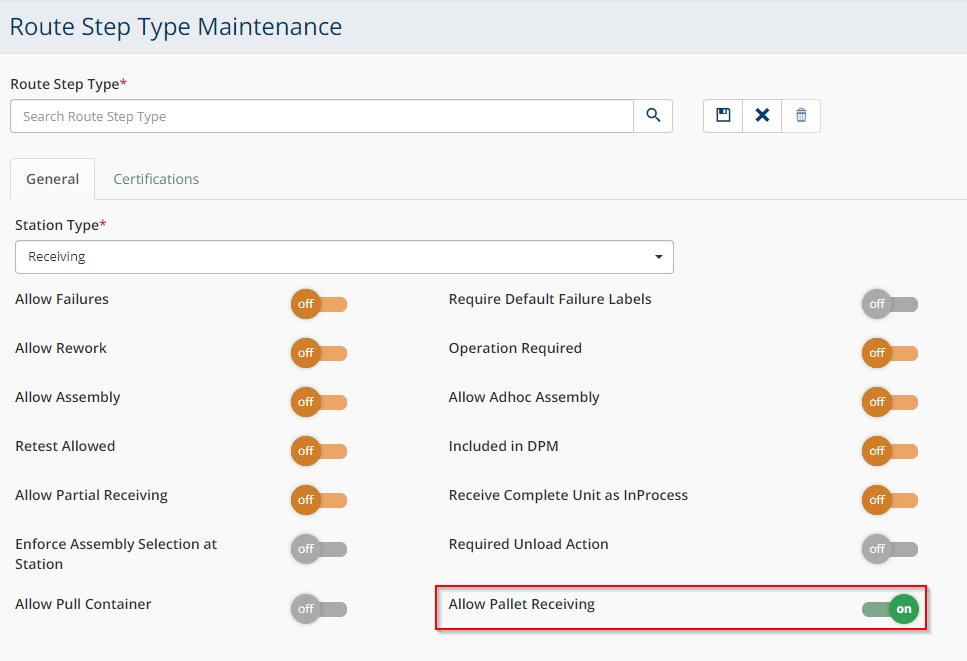 Route Step Type Maintenance
Route Step Type*
Search Route Step Type
General Certifications
Station Type*
Receiving
Allow Failures off Require Default Failure Labels off
Allow Rework off Operation Required off
Allow Assembly off Allow Adhoc Assembly off
Retest Allowed off Included in DPM off
Allow Partial Receiving off Receive Complete Unit as InProcess off
Enforce Assembly Selection at
Station off Required Unload Action off
Allow Pull Container off Allow Pallet Receiving on